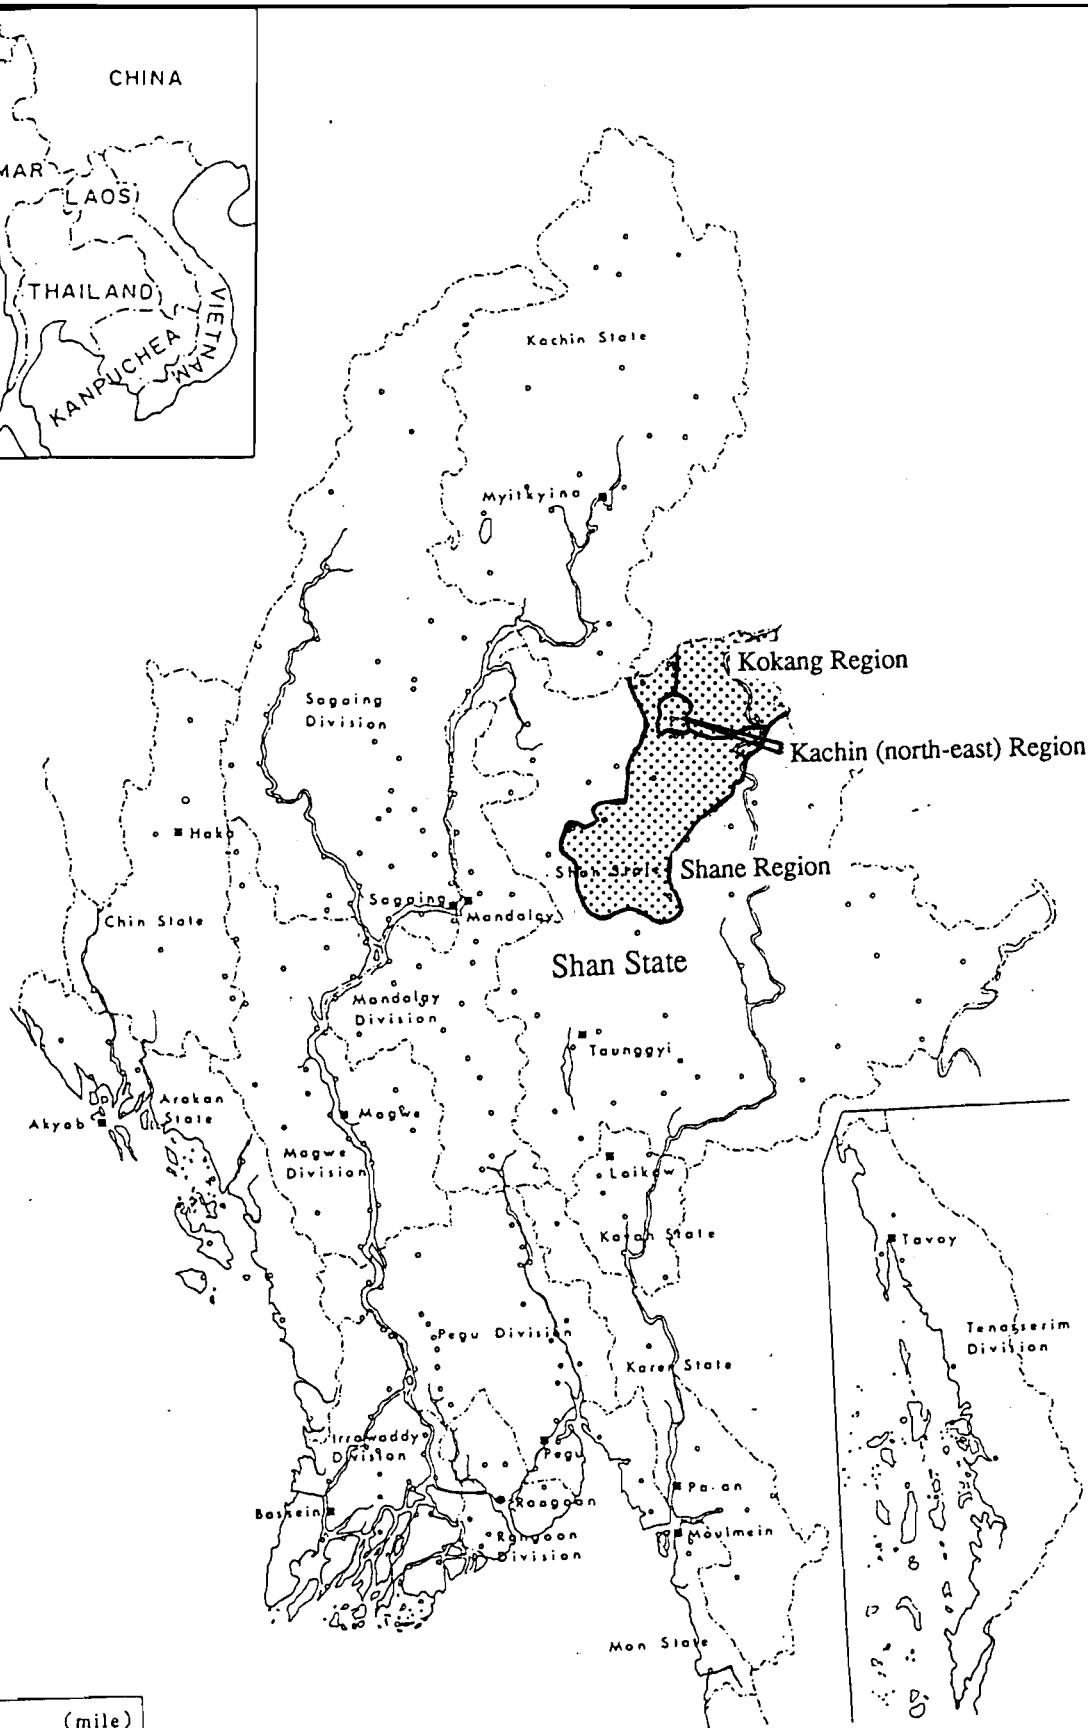 CHINA
MAR
LAOS
THAILAND
VIETNAM
KANPUCHEA
Kachin State
Myitkyina
Kokang Region
Sagaing
Division
Kachin (north-east) Region
Haka
Shan State
Shane Region
Sagaing
Mandalay
Chin State
Shan State
Mandalay
Division
Taunggyi
Arakan
State
Akyab
Magwe
Magwe
Division
Loikaw
Kayah State
Tavoy
Tenasserim
Division
Pegu Division
Karen State
Irrawaddy
Division
Pegu
Pa-an
Bassein
Raagoon
Moulmein
Rangoon
Division
Mon State
(mile)